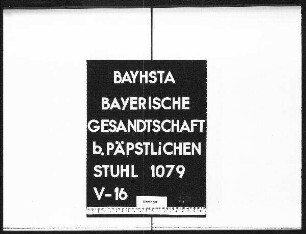 BAYHSTA
BAYERISCHE
GESANDTSCHAFT
b. PÄPSTLiCHEN
STUHL 1079
V-16